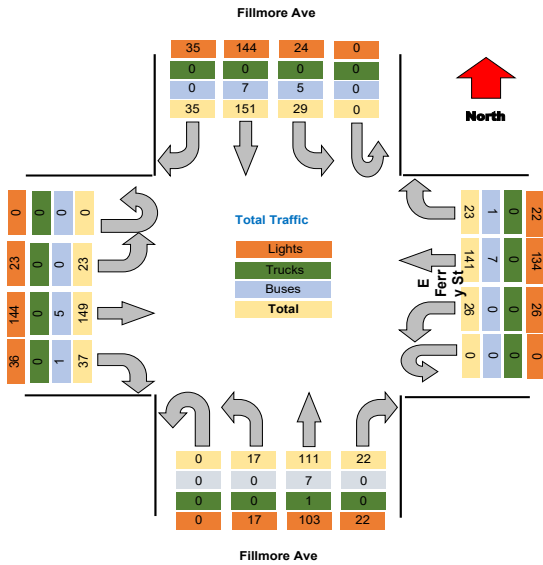 Fillmore Ave
35 144 24 0
0 0 0 0
0 7 5 0
35 151 29 0
North
0 0 0 0
23 0 0 23
144 0 5 149
36 0 1 37
Total Traffic
Lights
Trucks
Buses
Total
23 1 0 22
141 7 0 134
26 0 0 26
0 0 0 0
E
Ferr
y St
0 17 111 22
0 0 7 0
0 0 1 0
0 17 103 22
Fillmore Ave